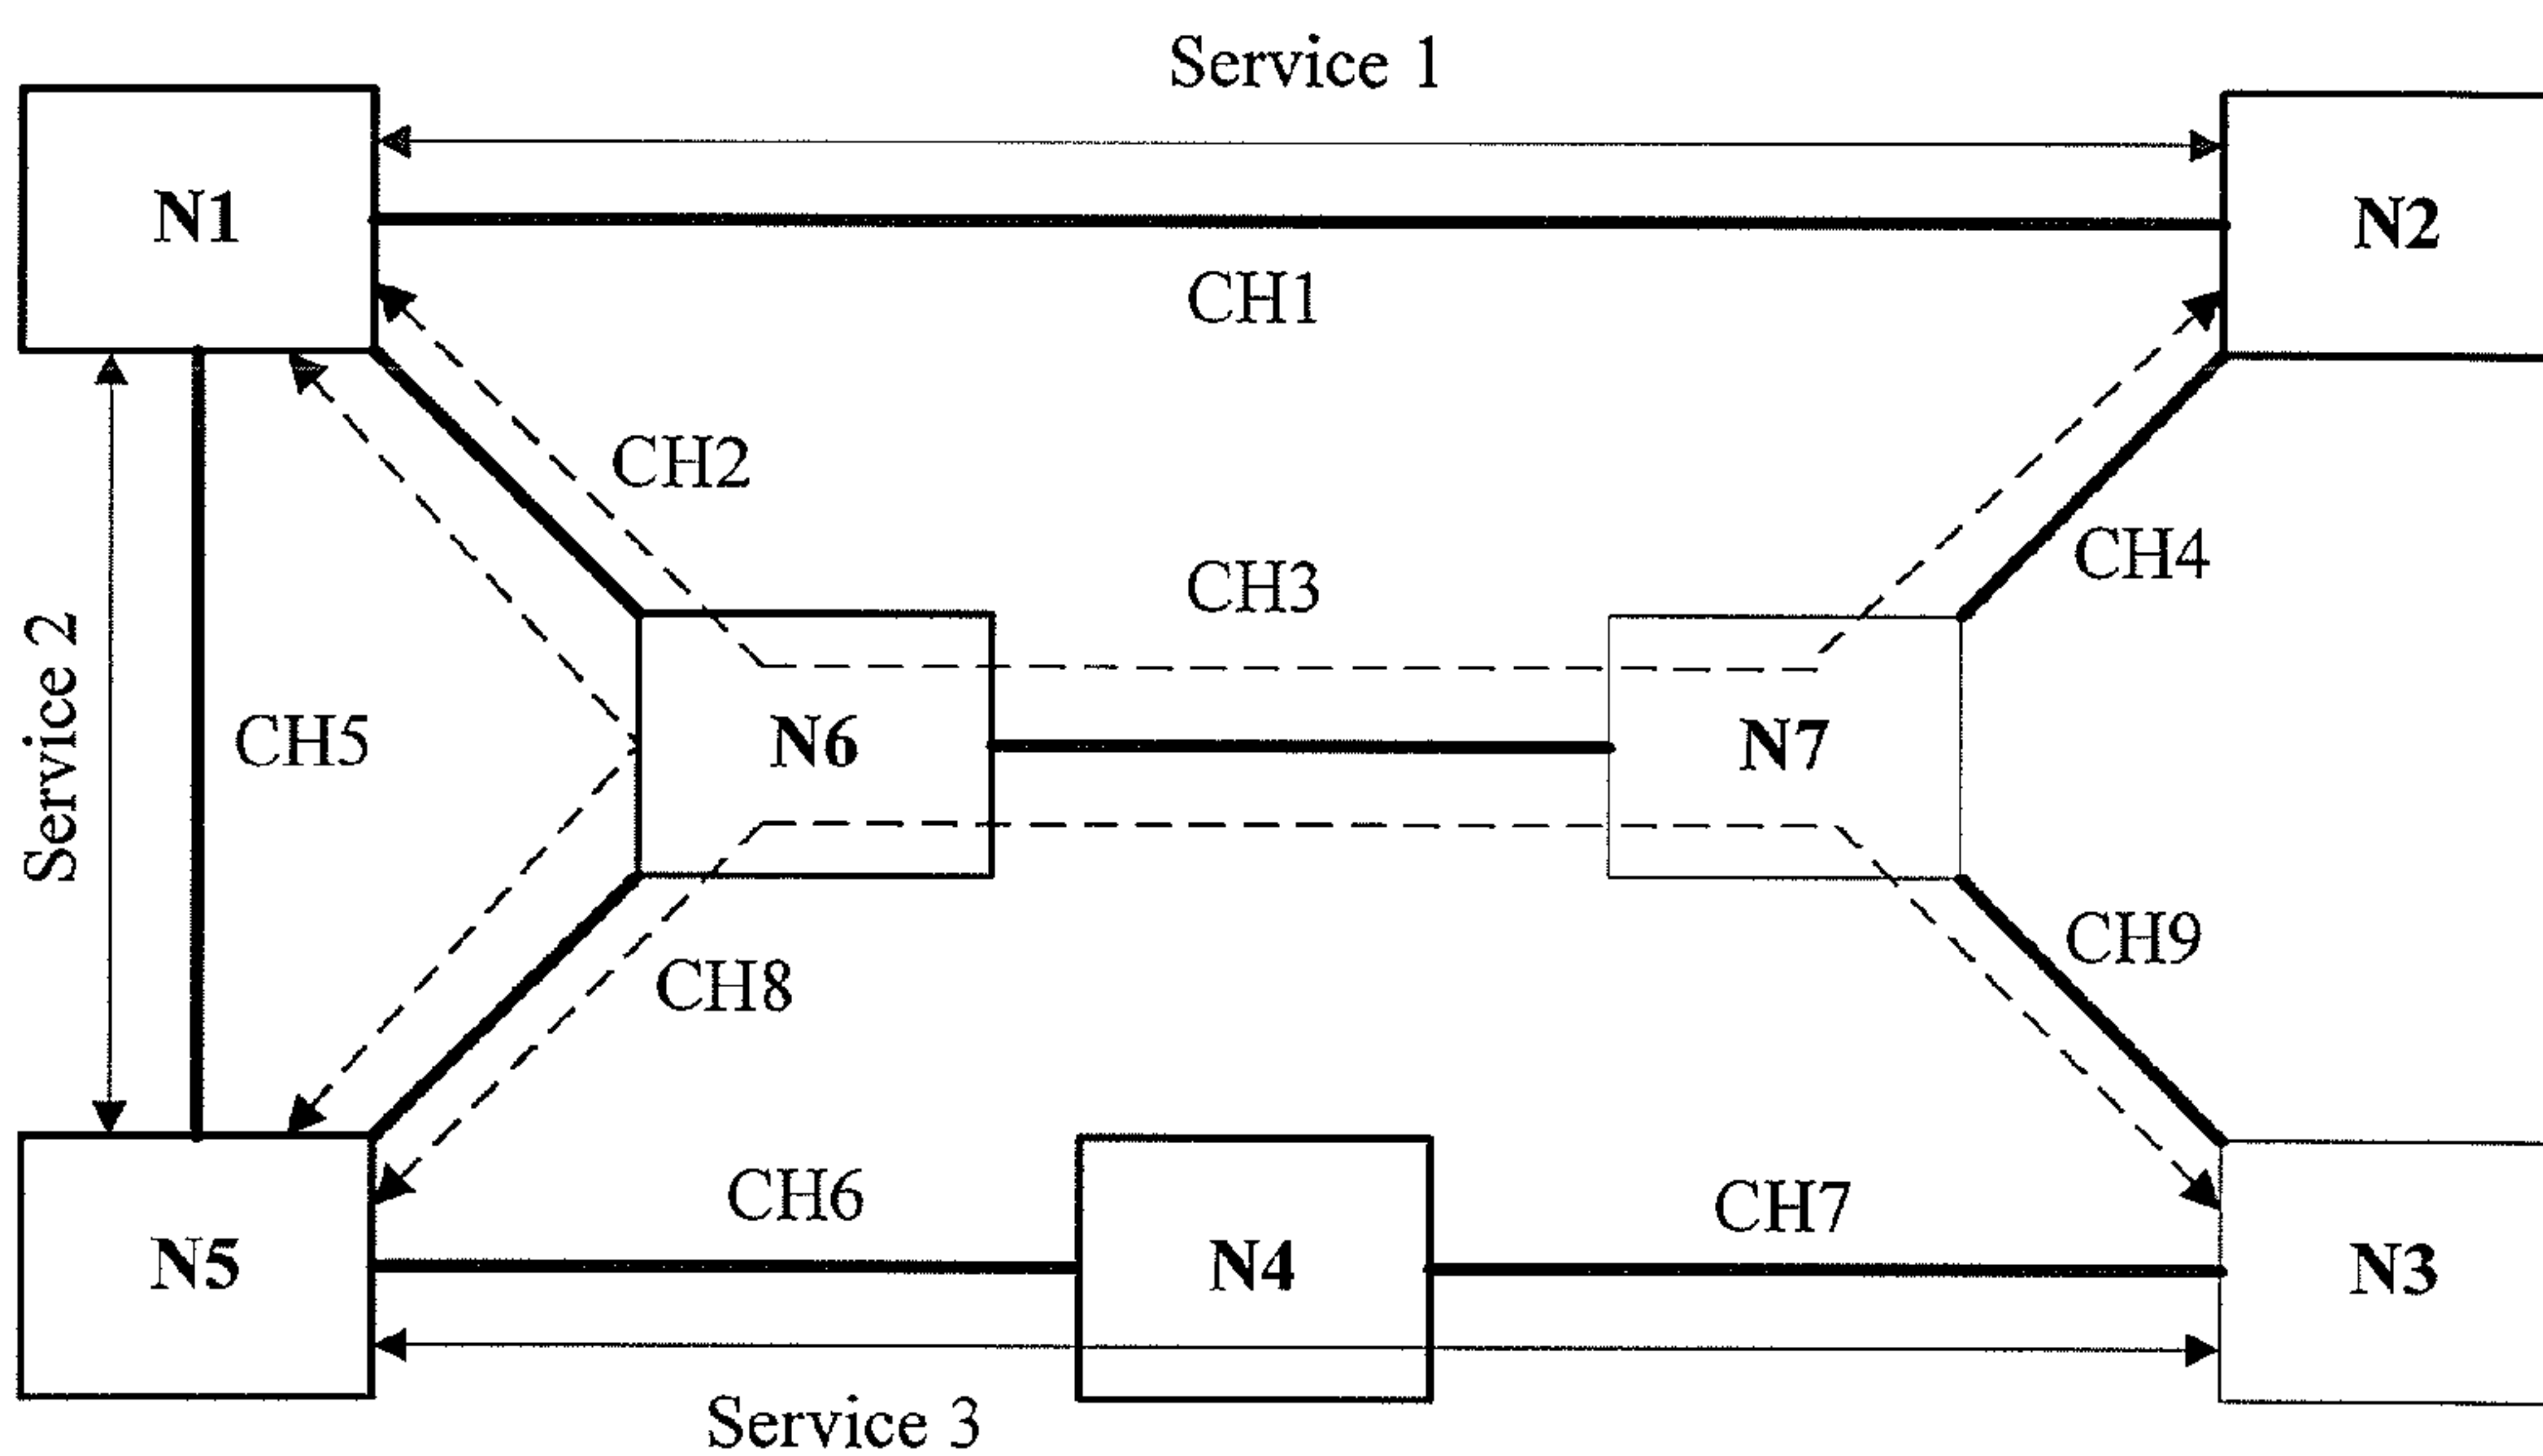 Service 1
N1
N2
CH1
CH2
CH4
CH3
Service 2
CH5
N6
N7
CH9
CH8
CH6
CH7
N5
N4
N3
Service 3